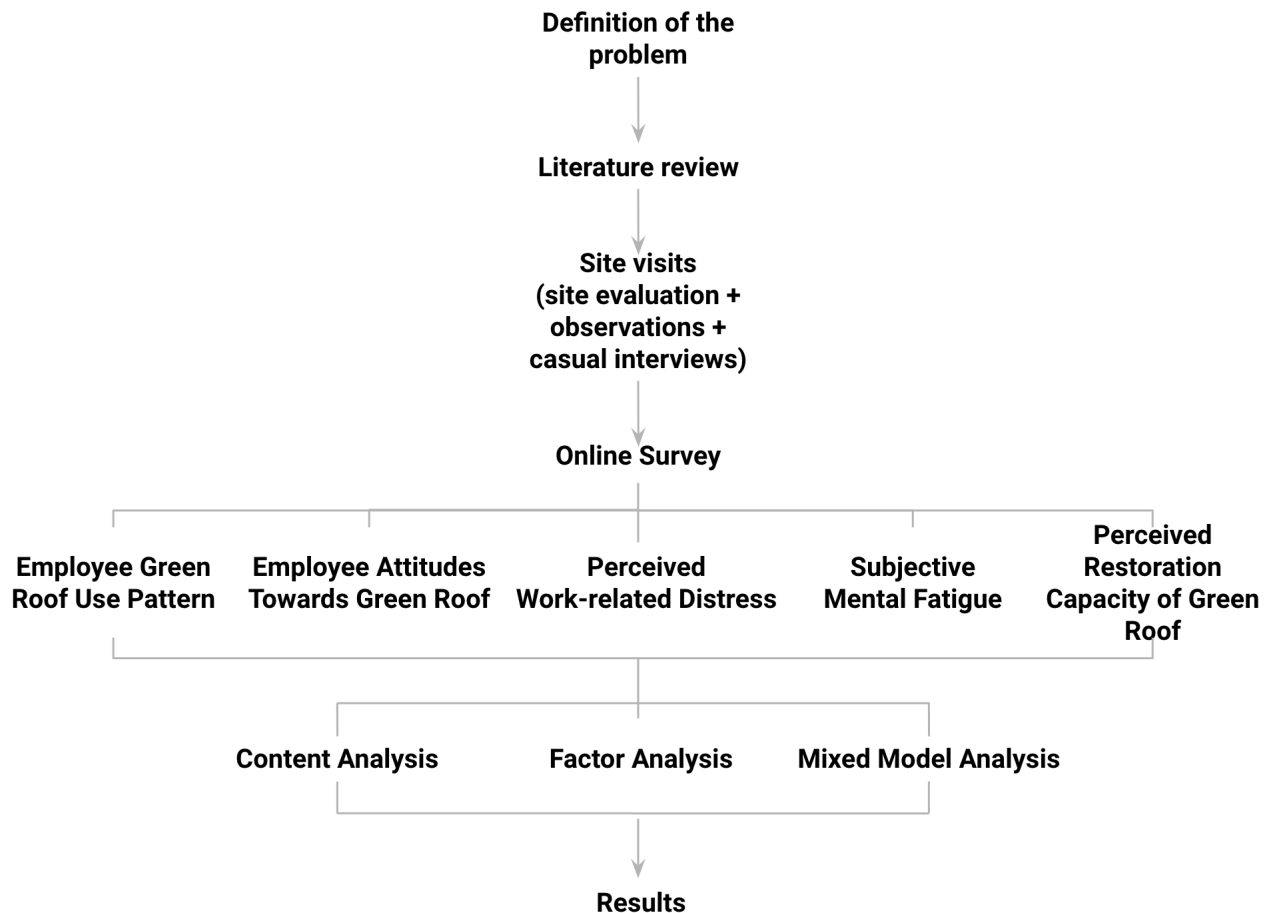 Definition of the
problem
Literature review
Site visits
(site evaluation +
observations +
casual interviews)
Online Survey
Employee Green
Roof Use Pattern
Employee Attitudes
Towards Green Roof
Perceived
Work-related Distress
Subjective
Mental Fatigue
Perceived
Restoration
Capacity of Green
Roof
Content Analysis
Factor Analysis
Mixed Model Analysis
Results